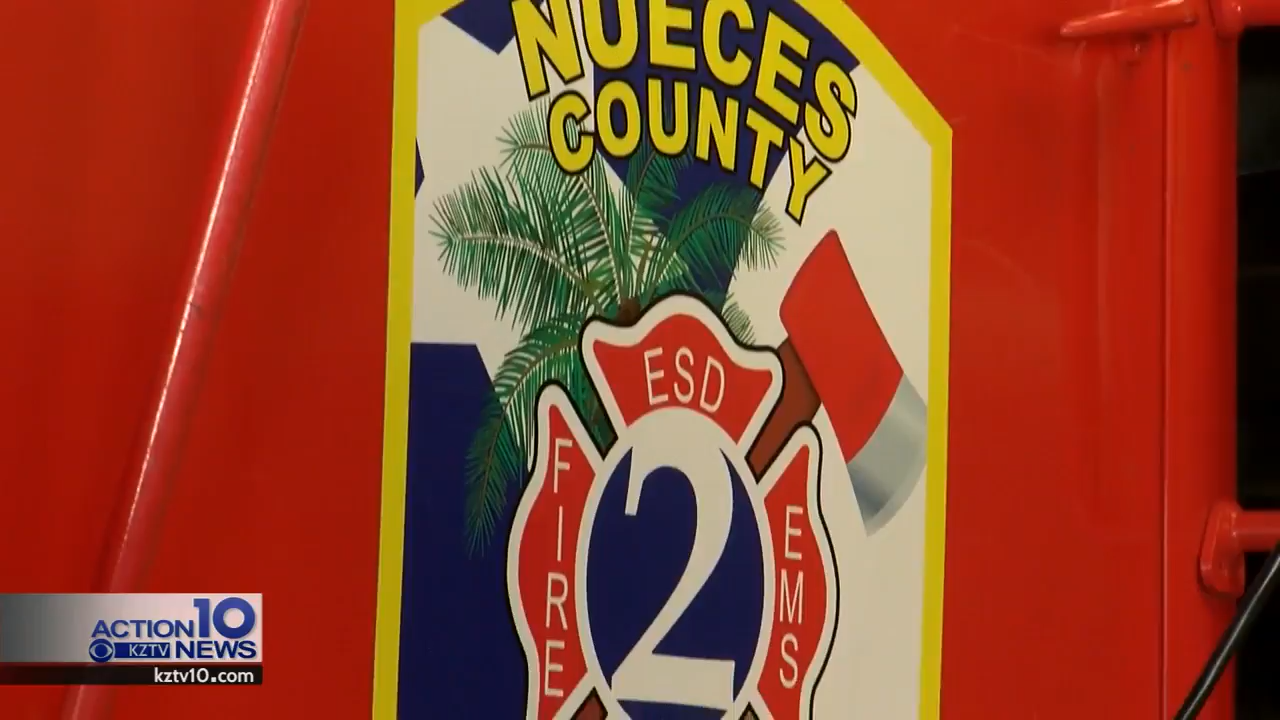 NUECES
COUNTY
ESD
FIRE
2
EMS
ACTION 10
KZTV NEWS
kztv10.com